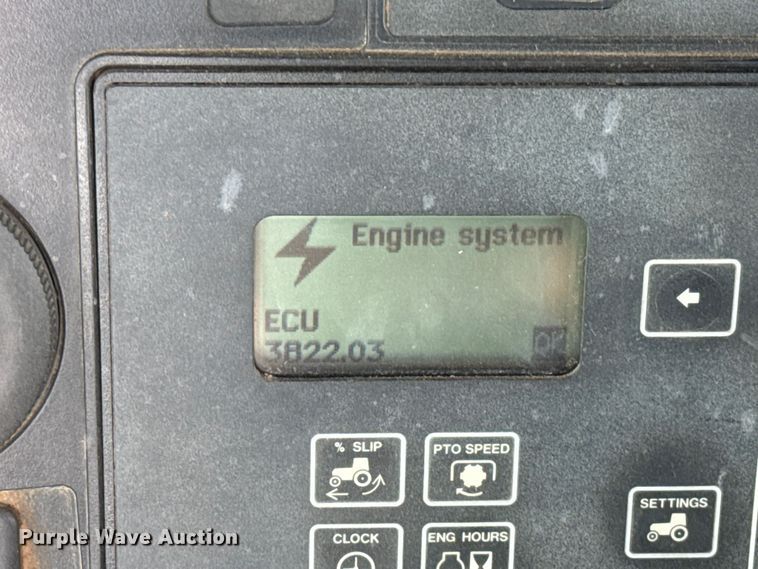 Engine system
ECU
3B22.03
OK
% SLIP
PTO SPEED
SETTINGS
CLOCK
ENG HOURS
Purple Wave Auction